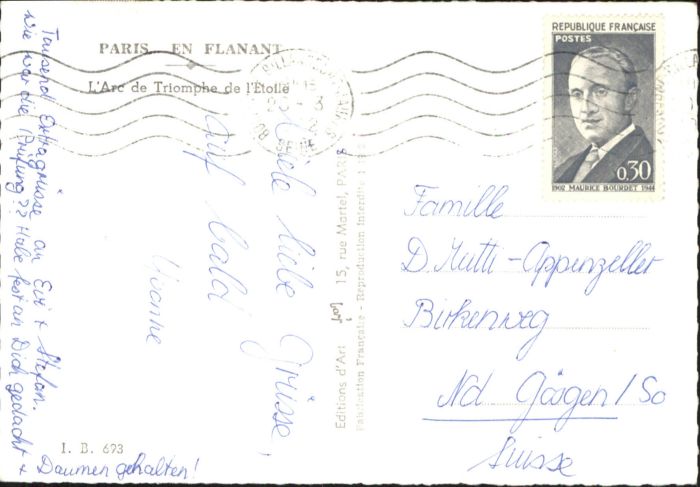 PARIS EN FLANANT
L'Arc de Triomphe de l'Etoile
Tausend Extragrüsse an Evi + Stefan.
Wie war die Prüfung?? Habe fest an Dich gedacht +
Daumen gehalten!
Viele liebe Grüsse,
auf bald
Yvonne
I. B. 693
Editions d'Art 15, rue Martel, PARIS
Fabrication Française - Reproduction Interdite
REPUBLIQUE FRANÇAISE
POSTES
0,30
1902 MAURICE BOURDET 1944
Famille
D. Mutti-Appenzeller
Birkenweg
Nd. Gösgen/So
Suisse